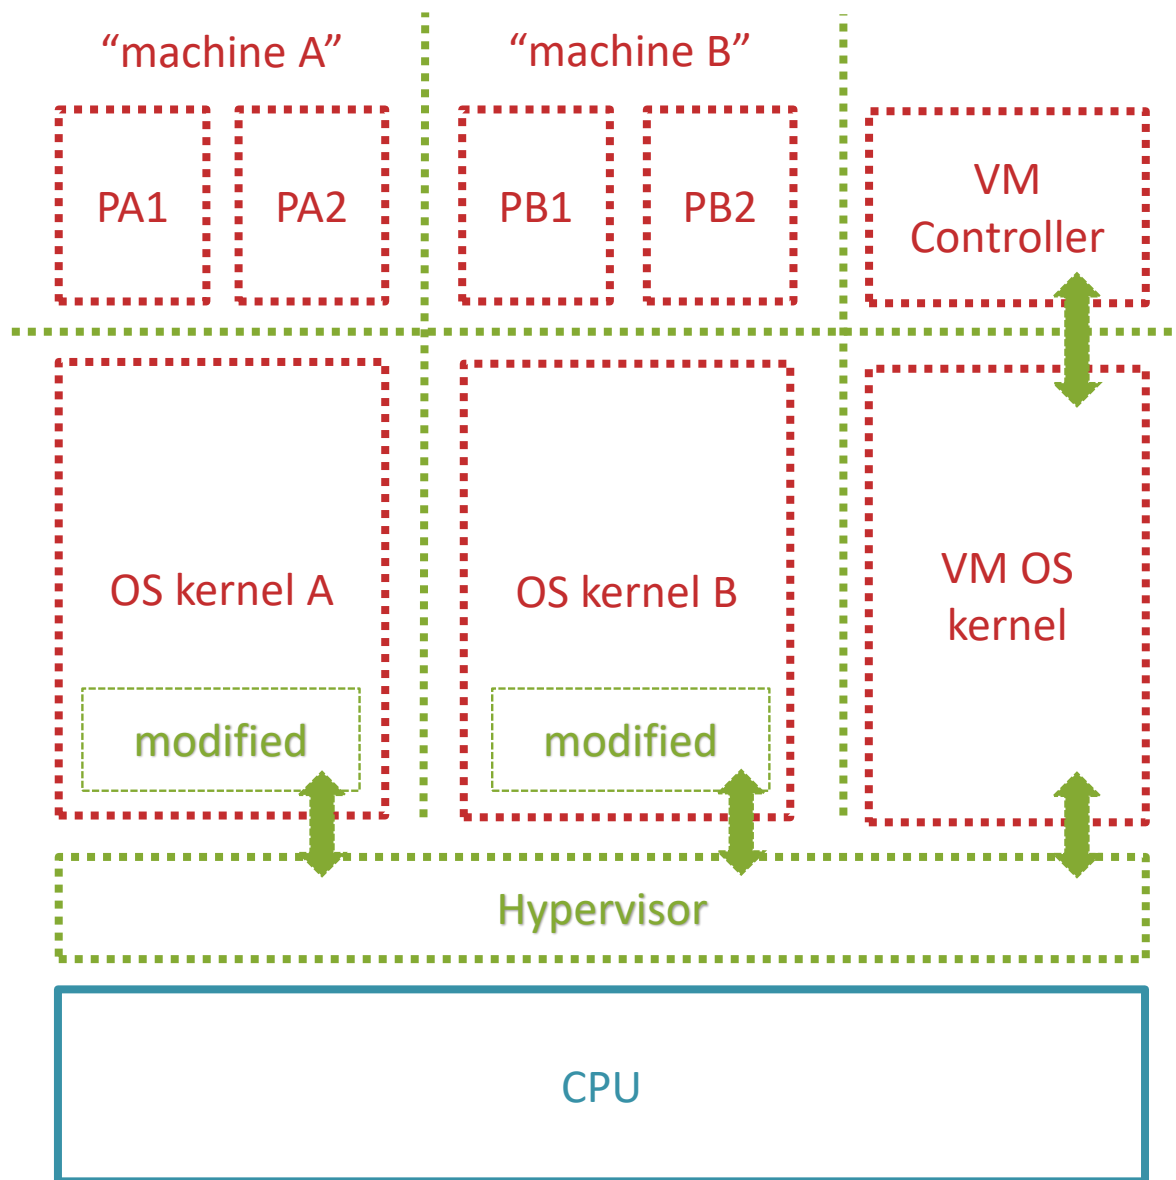 “machine A”
“machine B”
PA1
PA2
PB1
PB2
VM
Controller
OS kernel A
OS kernel B
VM OS
kernel
modified
modified
Hypervisor
CPU